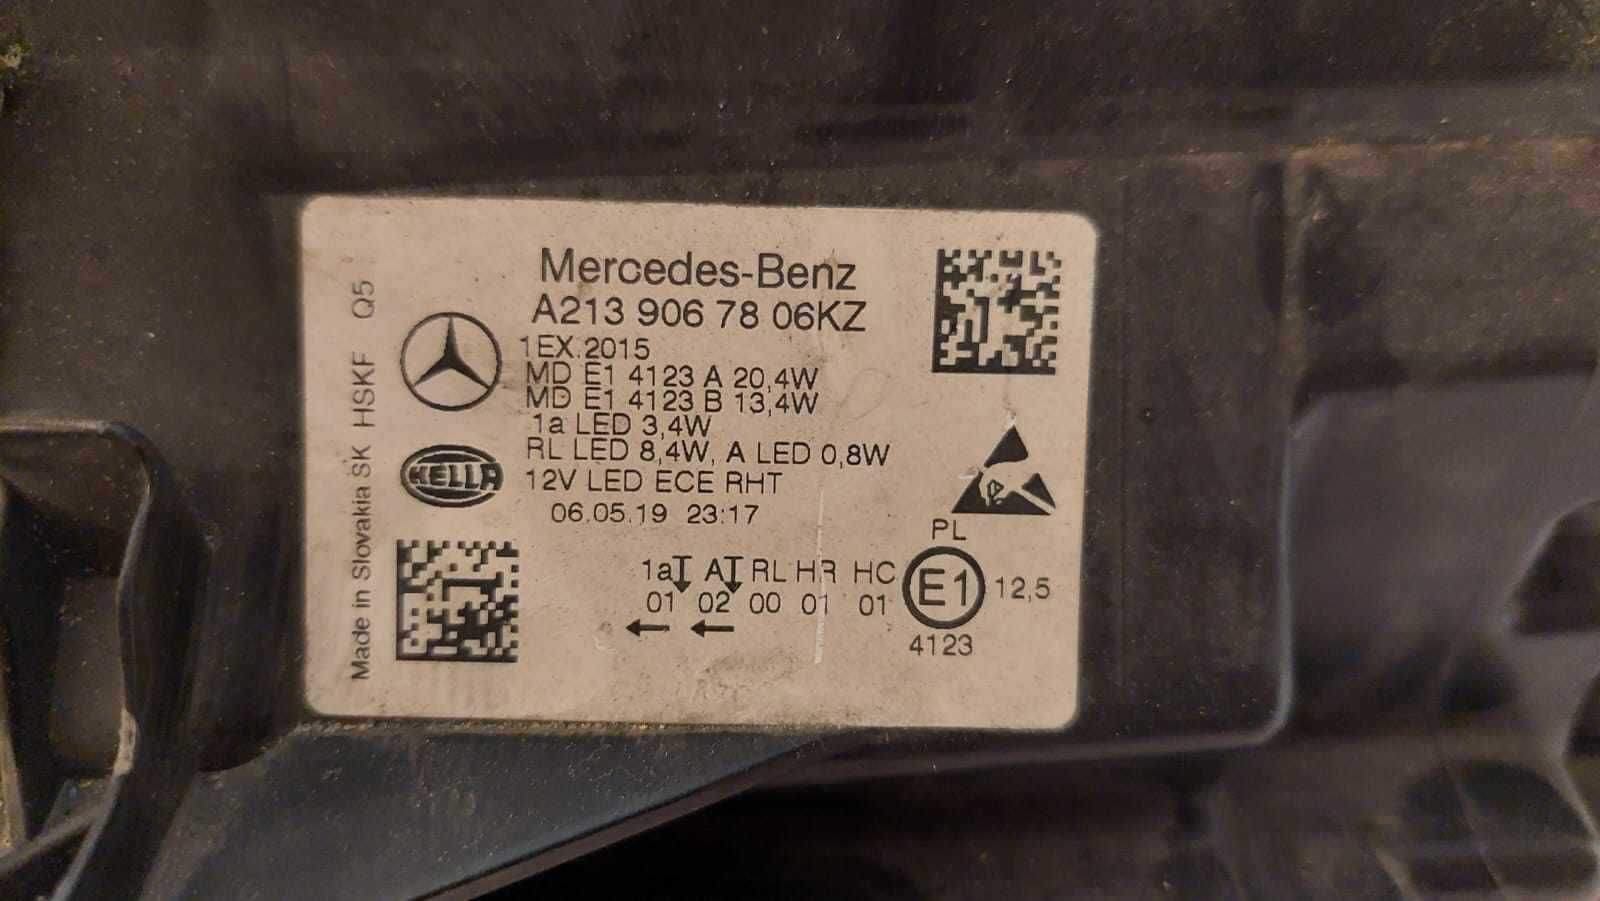 Mercedes-Benz
A213 906 78 06KZ
1EX.2015
MD E1 4123 A 20,4W
MD E1 4123 B 13,4W
1a LED 3,4W
RL LED 8,4W, A LED 0,8W
12V LED ECE RHT
06.05.19 23:17
HELLA
Made in Slovakia SK HSKF Q5
1a A RL HR HC
01 02 00 01 01
← ←
PL
E1 12,5
4123